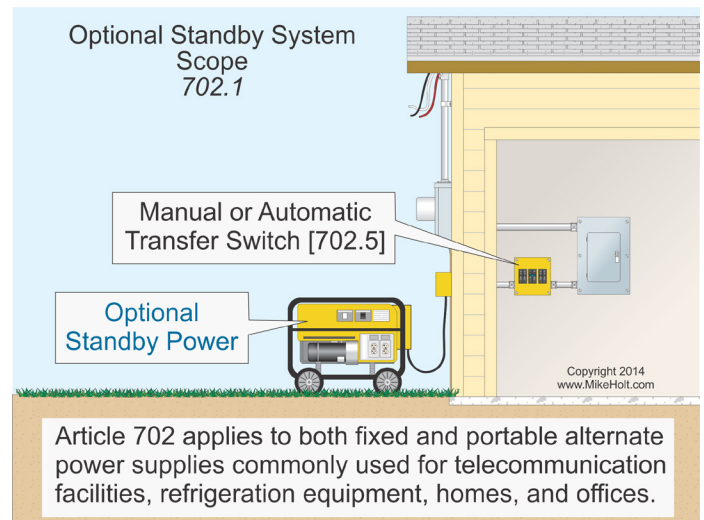 Optional Standby System
Scope
702.1
Manual or Automatic
Transfer Switch [702.5]
Optional
Standby Power
Copyright 2014
www.MikeHolt.com
Article 702 applies to both fixed and portable alternate
power supplies commonly used for telecommunication
facilities, refrigeration equipment, homes, and offices.